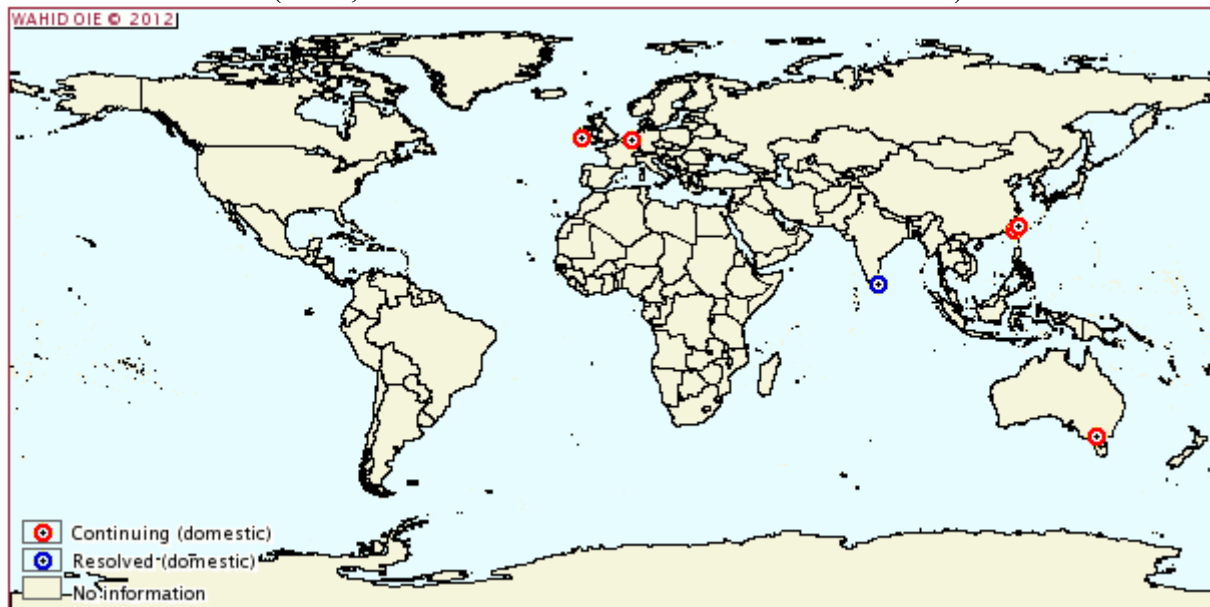 WAHID OIE © 2012
Continuing (domestic)
Resolved (domestic)
No information